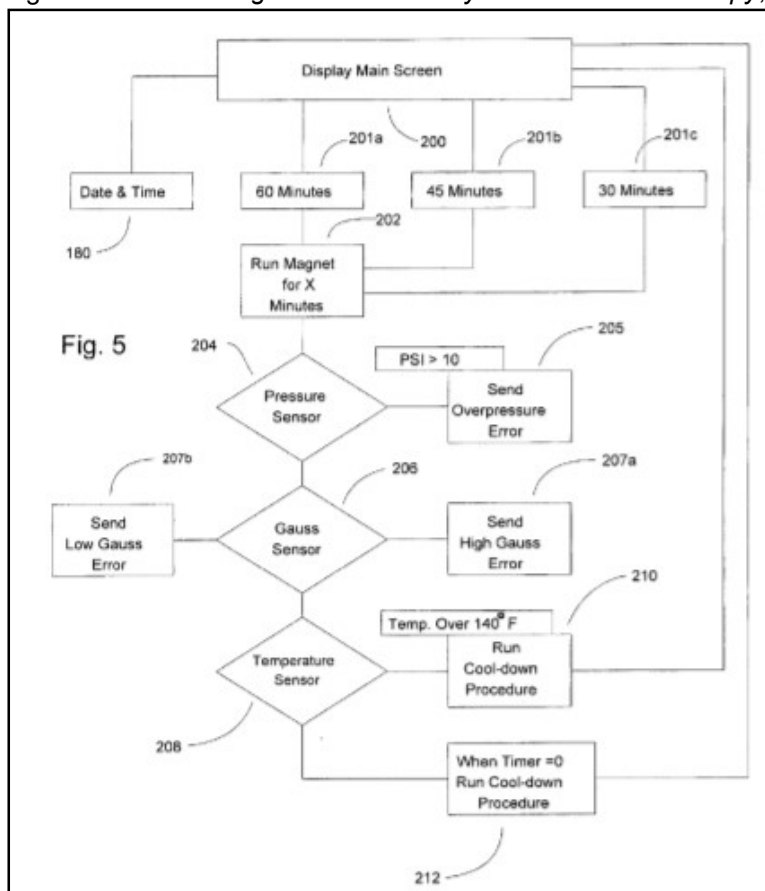 Display Main Screen
200
201a
201b
201c
Date & Time
60 Minutes
45 Minutes
30 Minutes
180
202
Run Magnet
for X
Minutes
Fig. 5
204
205
PSI > 10
Pressure
Sensor
Send
Overpressure
Error
207b
206
207a
Send
Low Gauss
Error
Gauss
Sensor
Send
High Gauss
Error
210
Temp. Over 140° F
Temperature
Sensor
Run
Cool-down
Procedure
208
When Timer =0
Run Cool-down
Procedure
212